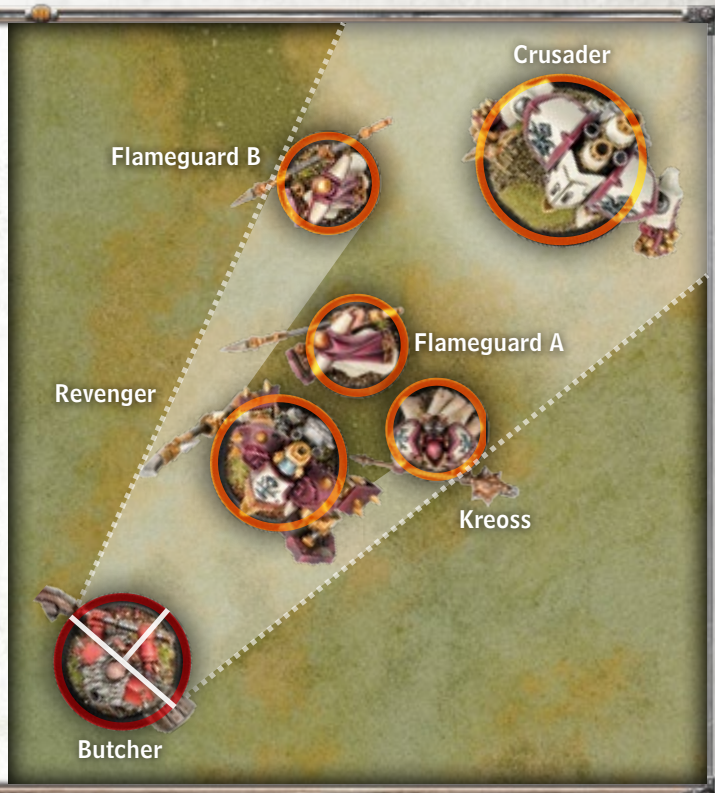 Crusader
Flameguard B
Flameguard A
Revenger
Kreoss
Butcher